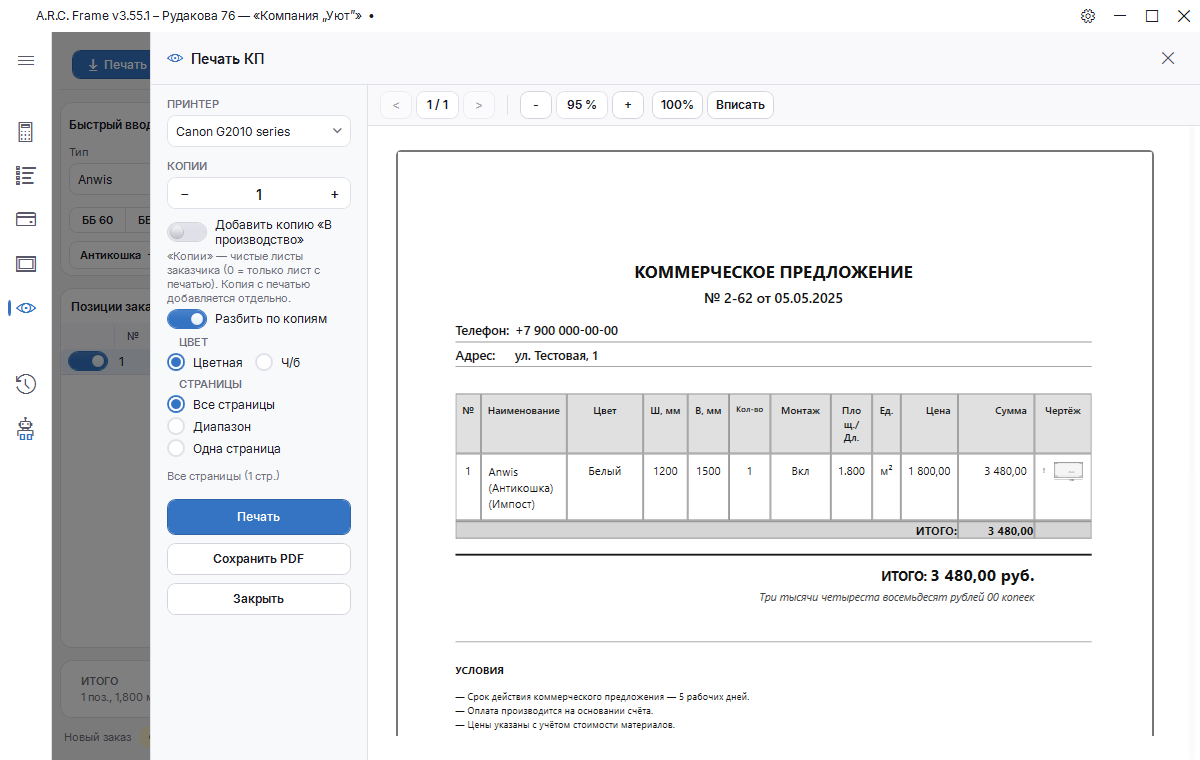 A.R.C. Frame v3.55.1 – Рудакова 76 — «Компания „Уют”» •
Печать
Быстрый ввод
Тип
Anwis
ББ 60
ББ
Антикошка
Позиции зака
№
1
ИТОГО
1 поз., 1,800 м
Новый заказ
Печать КП
ПРИНТЕР
Canon G2010 series
КОПИИ
– 1 +
Добавить копию «В
производство»
«Копии» — чистые листы
заказчика (0 = только лист с
печатью). Копия с печатью
добавляется отдельно.
Разбить по копиям
ЦВЕТ
Цветная Ч/б
СТРАНИЦЫ
Все страницы
Диапазон
Одна страница
Все страницы (1 стр.)
Печать
Сохранить PDF
Закрыть
< 1 / 1 > - 95 % + 100% Вписать
КОММЕРЧЕСКОЕ ПРЕДЛОЖЕНИЕ
№ 2-62 от 05.05.2025
Телефон: +7 900 000-00-00
Адрес: ул. Тестовая, 1
№ Наименование Цвет Ш, мм В, мм Кол-во Монтаж Пло Ед. Цена Сумма Чертёж
щ./
Дл.
1 Anwis Белый 1200 1500 1 Вкл 1.800 м² 1 800,00 3 480,00
(Антикошка)
(Импост)
ИТОГО: 3 480,00
ИТОГО: 3 480,00 руб.
Три тысячи четыреста восемьдесят рублей 00 копеек
УСЛОВИЯ
— Срок действия коммерческого предложения — 5 рабочих дней.
— Оплата производится на основании счёта.
— Цены указаны с учётом стоимости материалов.